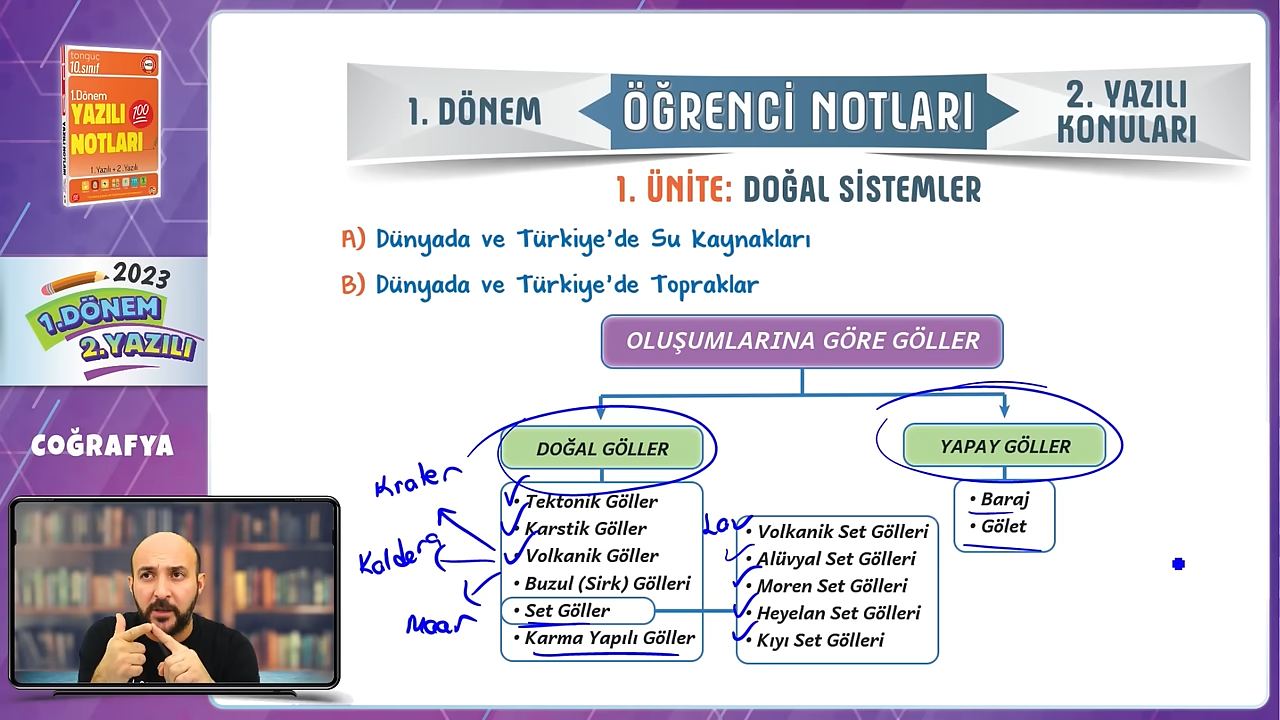 tonguç
10.sınıf
1.Dönem
YAZILI
100
NOTLARI
1. Yazılı + 2. Yazılı
YAZILI NOTLARI
2023
1.DÖNEM
2.YAZILI
COĞRAFYA
1. DÖNEM
ÖĞRENCİ NOTLARI
2. YAZILI
KONULARI
1. ÜNİTE: DOĞAL SİSTEMLER
A) Dünyada ve Türkiye'de Su Kaynakları
B) Dünyada ve Türkiye'de Topraklar
OLUŞUMLARINA GÖRE GÖLLER
DOĞAL GÖLLER
• Tektonik Göller
• Karstik Göller
• Volkanik Göller
• Buzul (Sirk) Gölleri
• Set Göller
• Karma Yapılı Göller
Krater
Kaldera
Maar
Lav
• Volkanik Set Gölleri
• Alüvyal Set Gölleri
• Moren Set Gölleri
• Heyelan Set Gölleri
• Kıyı Set Gölleri
YAPAY GÖLLER
• Baraj
• Gölet